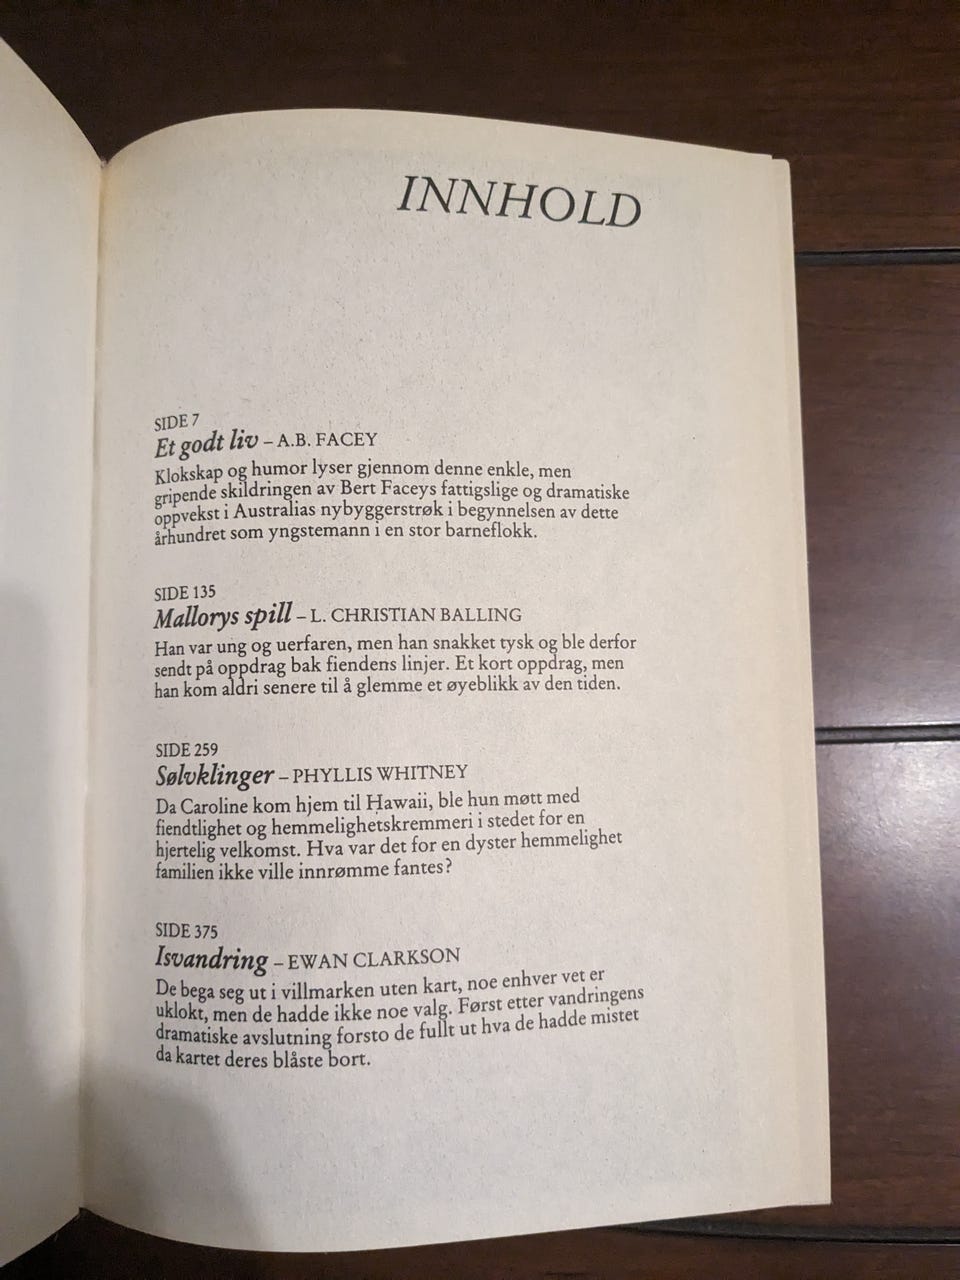 INNHOLD
SIDE 7
Et godt liv – A.B. FACEY
Klokskap og humor lyser gjennom denne enkle, men
gripende skildringen av Bert Faceys fattigslige og dramatiske
oppvekst i Australias nybyggerstrøk i begynnelsen av dette
århundret som yngstemann i en stor barneflokk.
SIDE 135
Mallorys spill – L. CHRISTIAN BALLING
Han var ung og uerfaren, men han snakket tysk og ble derfor
sendt på oppdrag bak fiendens linjer. Et kort oppdrag, men
han kom aldri senere til å glemme et øyeblikk av den tiden.
SIDE 259
Sølvklinger – PHYLLIS WHITNEY
Da Caroline kom hjem til Hawaii, ble hun møtt med
fiendtlighet og hemmelighetskremmeri i stedet for en
hjertelig velkomst. Hva var det for en dyster hemmelighet
familien ikke ville innrømme fantes?
SIDE 375
Isvandring – EWAN CLARKSON
De bega seg ut i villmarken uten kart, noe enhver vet er
uklokt, men de hadde ikke noe valg. Først etter vandringens
dramatiske avslutning forsto de fullt ut hva de hadde mistet
da kartet deres blåste bort.